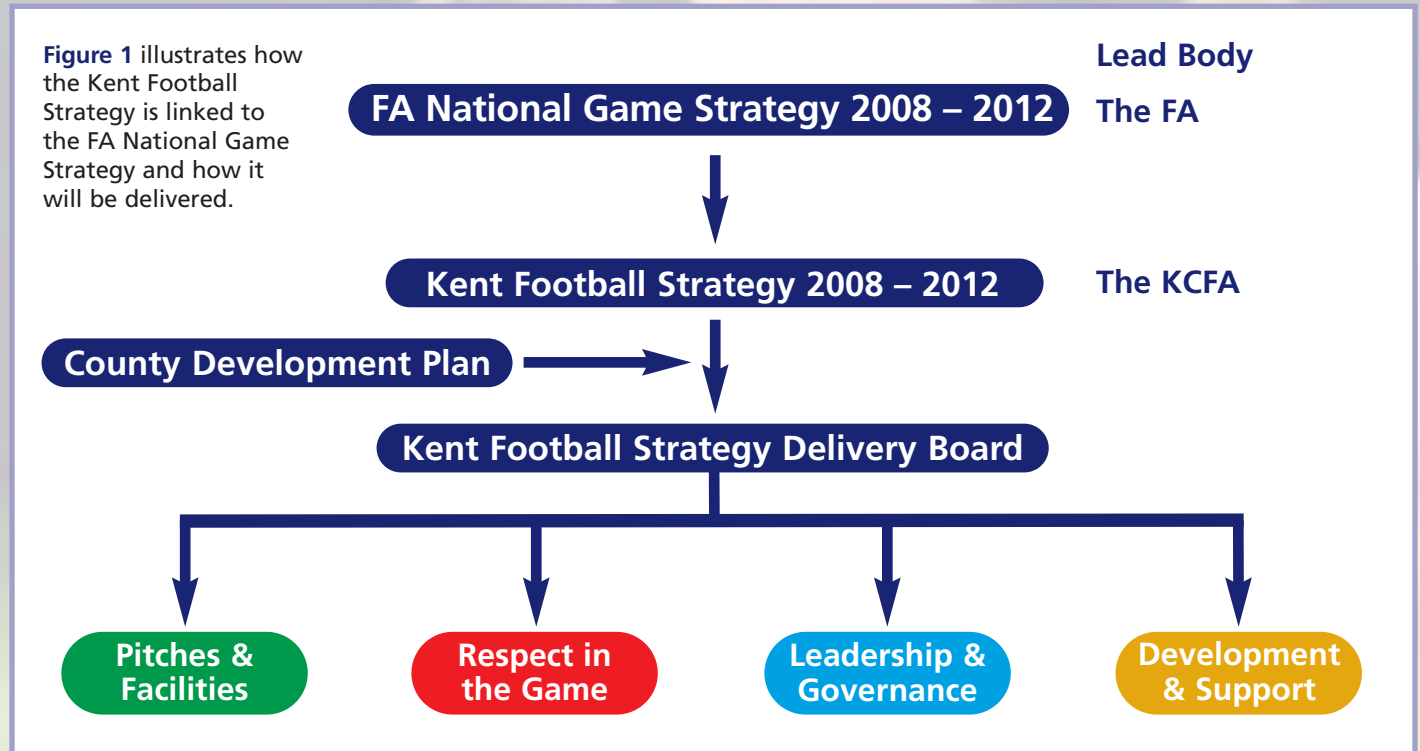 Figure 1 illustrates how
the Kent Football
Strategy is linked to
the FA National Game
Strategy and how it
will be delivered.
Lead Body
FA National Game Strategy 2008 – 2012
The FA
Kent Football Strategy 2008 – 2012
The KCFA
County Development Plan
Kent Football Strategy Delivery Board
Pitches &
Facilities
Respect in
the Game
Leadership &
Governance
Development
& Support